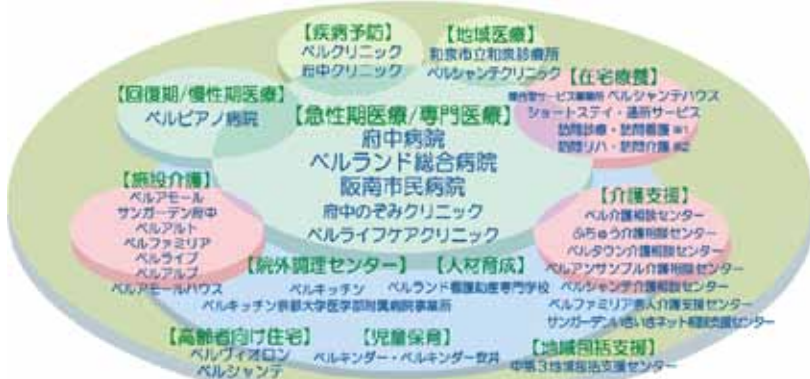 【疾病予防】
ベルクリニック
府中クリニック
【地域医療】
和泉市立和泉診療所
ベルシャンテクリニック
【在宅療養】
複合型サービス事業所 ベルシャンテハウス
ショートステイ・通所サービス
訪問診療・訪問看護 ※1
訪問リハ・訪問介護 ※2
【回復期/慢性期医療】
ベルピアノ病院
【急性期医療/専門医療】
府中病院
ベルランド総合病院
阪南市民病院
府中のぞみクリニック
ベルライフケアクリニック
【施設介護】
ベルアモール
サンガーデン府中
ベルアルト
ベルファミリア
ベルライブ
ベルアルプ
ベルアモールハウス
【介護支援】
ベル介護相談センター
ふちゅう介護相談センター
ベルタウン介護相談センター
ベルアンサンブル介護相談センター
ベルシャンテ介護相談センター
ベルファミリア老人介護支援センター
サンガーデンいきいきネット相談支援センター
【院外調理センター】
ベルキッチン
ベルキッチン京都大学医学部附属病院事業所
【人材育成】
ベルランド看護助産専門学校
【高齢者向け住宅】
ベルヴィオロン
ベルシャンテ
【児童保育】
ベルキンダー・ベルキンダー登井
【地域包括支援】
中第3地域包括支援センター